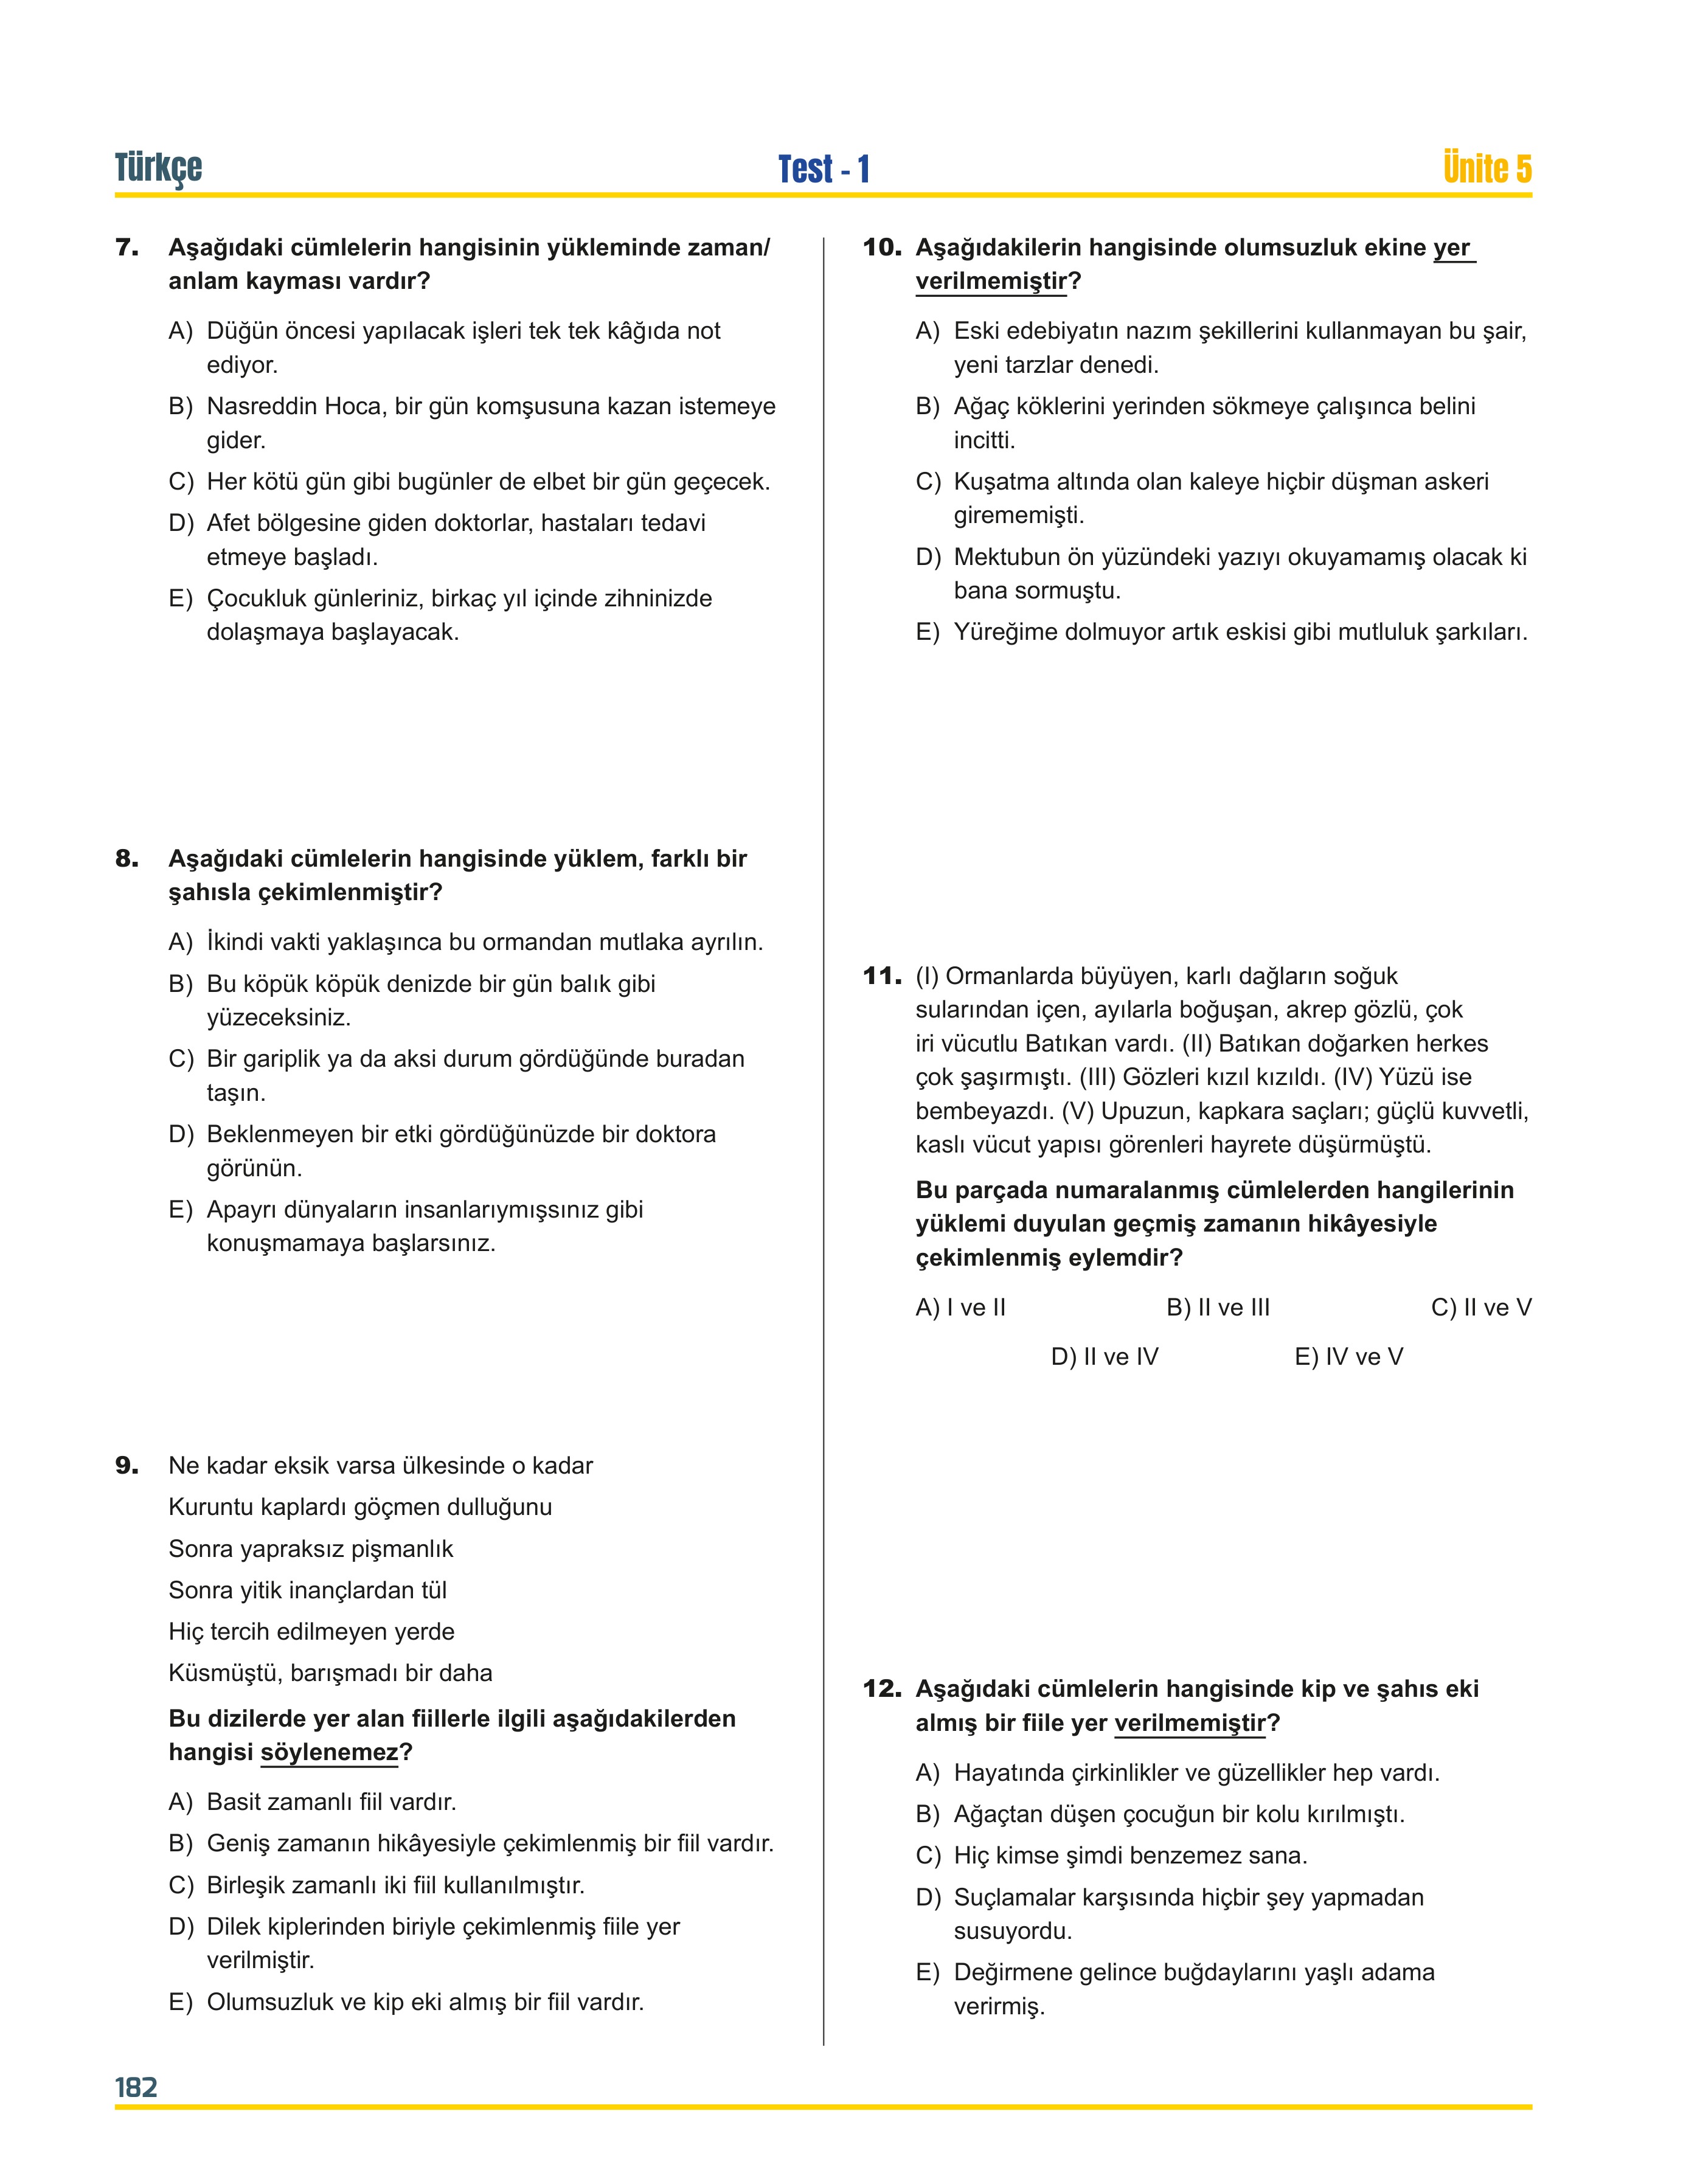 Türkçe
Test - 1
Ünite 5
7. Aşağıdaki cümlelerin hangisinin yükleminde zaman/
anlam kayması vardır?
A) Düğün öncesi yapılacak işleri tek tek kâğıda not
ediyor.
B) Nasreddin Hoca, bir gün komşusuna kazan istemeye
gider.
C) Her kötü gün gibi bugünler de elbet bir gün geçecek.
D) Afet bölgesine giden doktorlar, hastaları tedavi
etmeye başladı.
E) Çocukluk günleriniz, birkaç yıl içinde zihninizde
dolaşmaya başlayacak.
8. Aşağıdaki cümlelerin hangisinde yüklem, farklı bir
şahısla çekimlenmiştir?
A) İkindi vakti yaklaşınca bu ormandan mutlaka ayrılın.
B) Bu köpük köpük denizde bir gün balık gibi
yüzeceksiniz.
C) Bir gariplik ya da aksi durum gördüğünde buradan
taşın.
D) Beklenmeyen bir etki gördüğünüzde bir doktora
görünün.
E) Apayrı dünyaların insanlarıymışsınız gibi
konuşmamaya başlarsınız.
9. Ne kadar eksik varsa ülkesinde o kadar
Kuruntu kaplardı göçmen dulluğunu
Sonra yapraksız pişmanlık
Sonra yitik inançlardan tül
Hiç tercih edilmeyen yerde
Küsmüştü, barışmadı bir daha
Bu dizilerde yer alan fiillerle ilgili aşağıdakilerden
hangisi söylenemez?
A) Basit zamanlı fiil vardır.
B) Geniş zamanın hikâyesiyle çekimlenmiş bir fiil vardır.
C) Birleşik zamanlı iki fiil kullanılmıştır.
D) Dilek kiplerinden biriyle çekimlenmiş fiile yer
verilmiştir.
E) Olumsuzluk ve kip eki almış bir fiil vardır.
10. Aşağıdakilerin hangisinde olumsuzluk ekine yer
verilmemiştir?
A) Eski edebiyatın nazım şekillerini kullanmayan bu şair,
yeni tarzlar denedi.
B) Ağaç köklerini yerinden sökmeye çalışınca belini
incitti.
C) Kuşatma altında olan kaleye hiçbir düşman askeri
girememişti.
D) Mektubun ön yüzündeki yazıyı okuyamamış olacak ki
bana sormuştu.
E) Yüreğime dolmuyor artık eskisi gibi mutluluk şarkıları.
11. (I) Ormanlarda büyüyen, karlı dağların soğuk
sularından içen, ayılarla boğuşan, akrep gözlü, çok
iri vücutlu Batıkan vardı. (II) Batıkan doğarken herkes
çok şaşırmıştı. (III) Gözleri kızıl kızıldı. (IV) Yüzü ise
bembeyazdı. (V) Upuzun, kapkara saçları; güçlü kuvvetli,
kaslı vücut yapısı görenleri hayrete düşürmüştü.
Bu parçada numaralanmış cümlelerden hangilerinin
yüklemi duyulan geçmiş zamanın hikâyesiyle
çekimlenmiş eylemdir?
A) I ve II B) II ve III C) II ve V
D) II ve IV E) IV ve V
12. Aşağıdaki cümlelerin hangisinde kip ve şahıs eki
almış bir fiile yer verilmemiştir?
A) Hayatında çirkinlikler ve güzellikler hep vardı.
B) Ağaçtan düşen çocuğun bir kolu kırılmıştı.
C) Hiç kimse şimdi benzemez sana.
D) Suçlamalar karşısında hiçbir şey yapmadan
susuyordu.
E) Değirmene gelince buğdaylarını yaşlı adama
verirmiş.
182